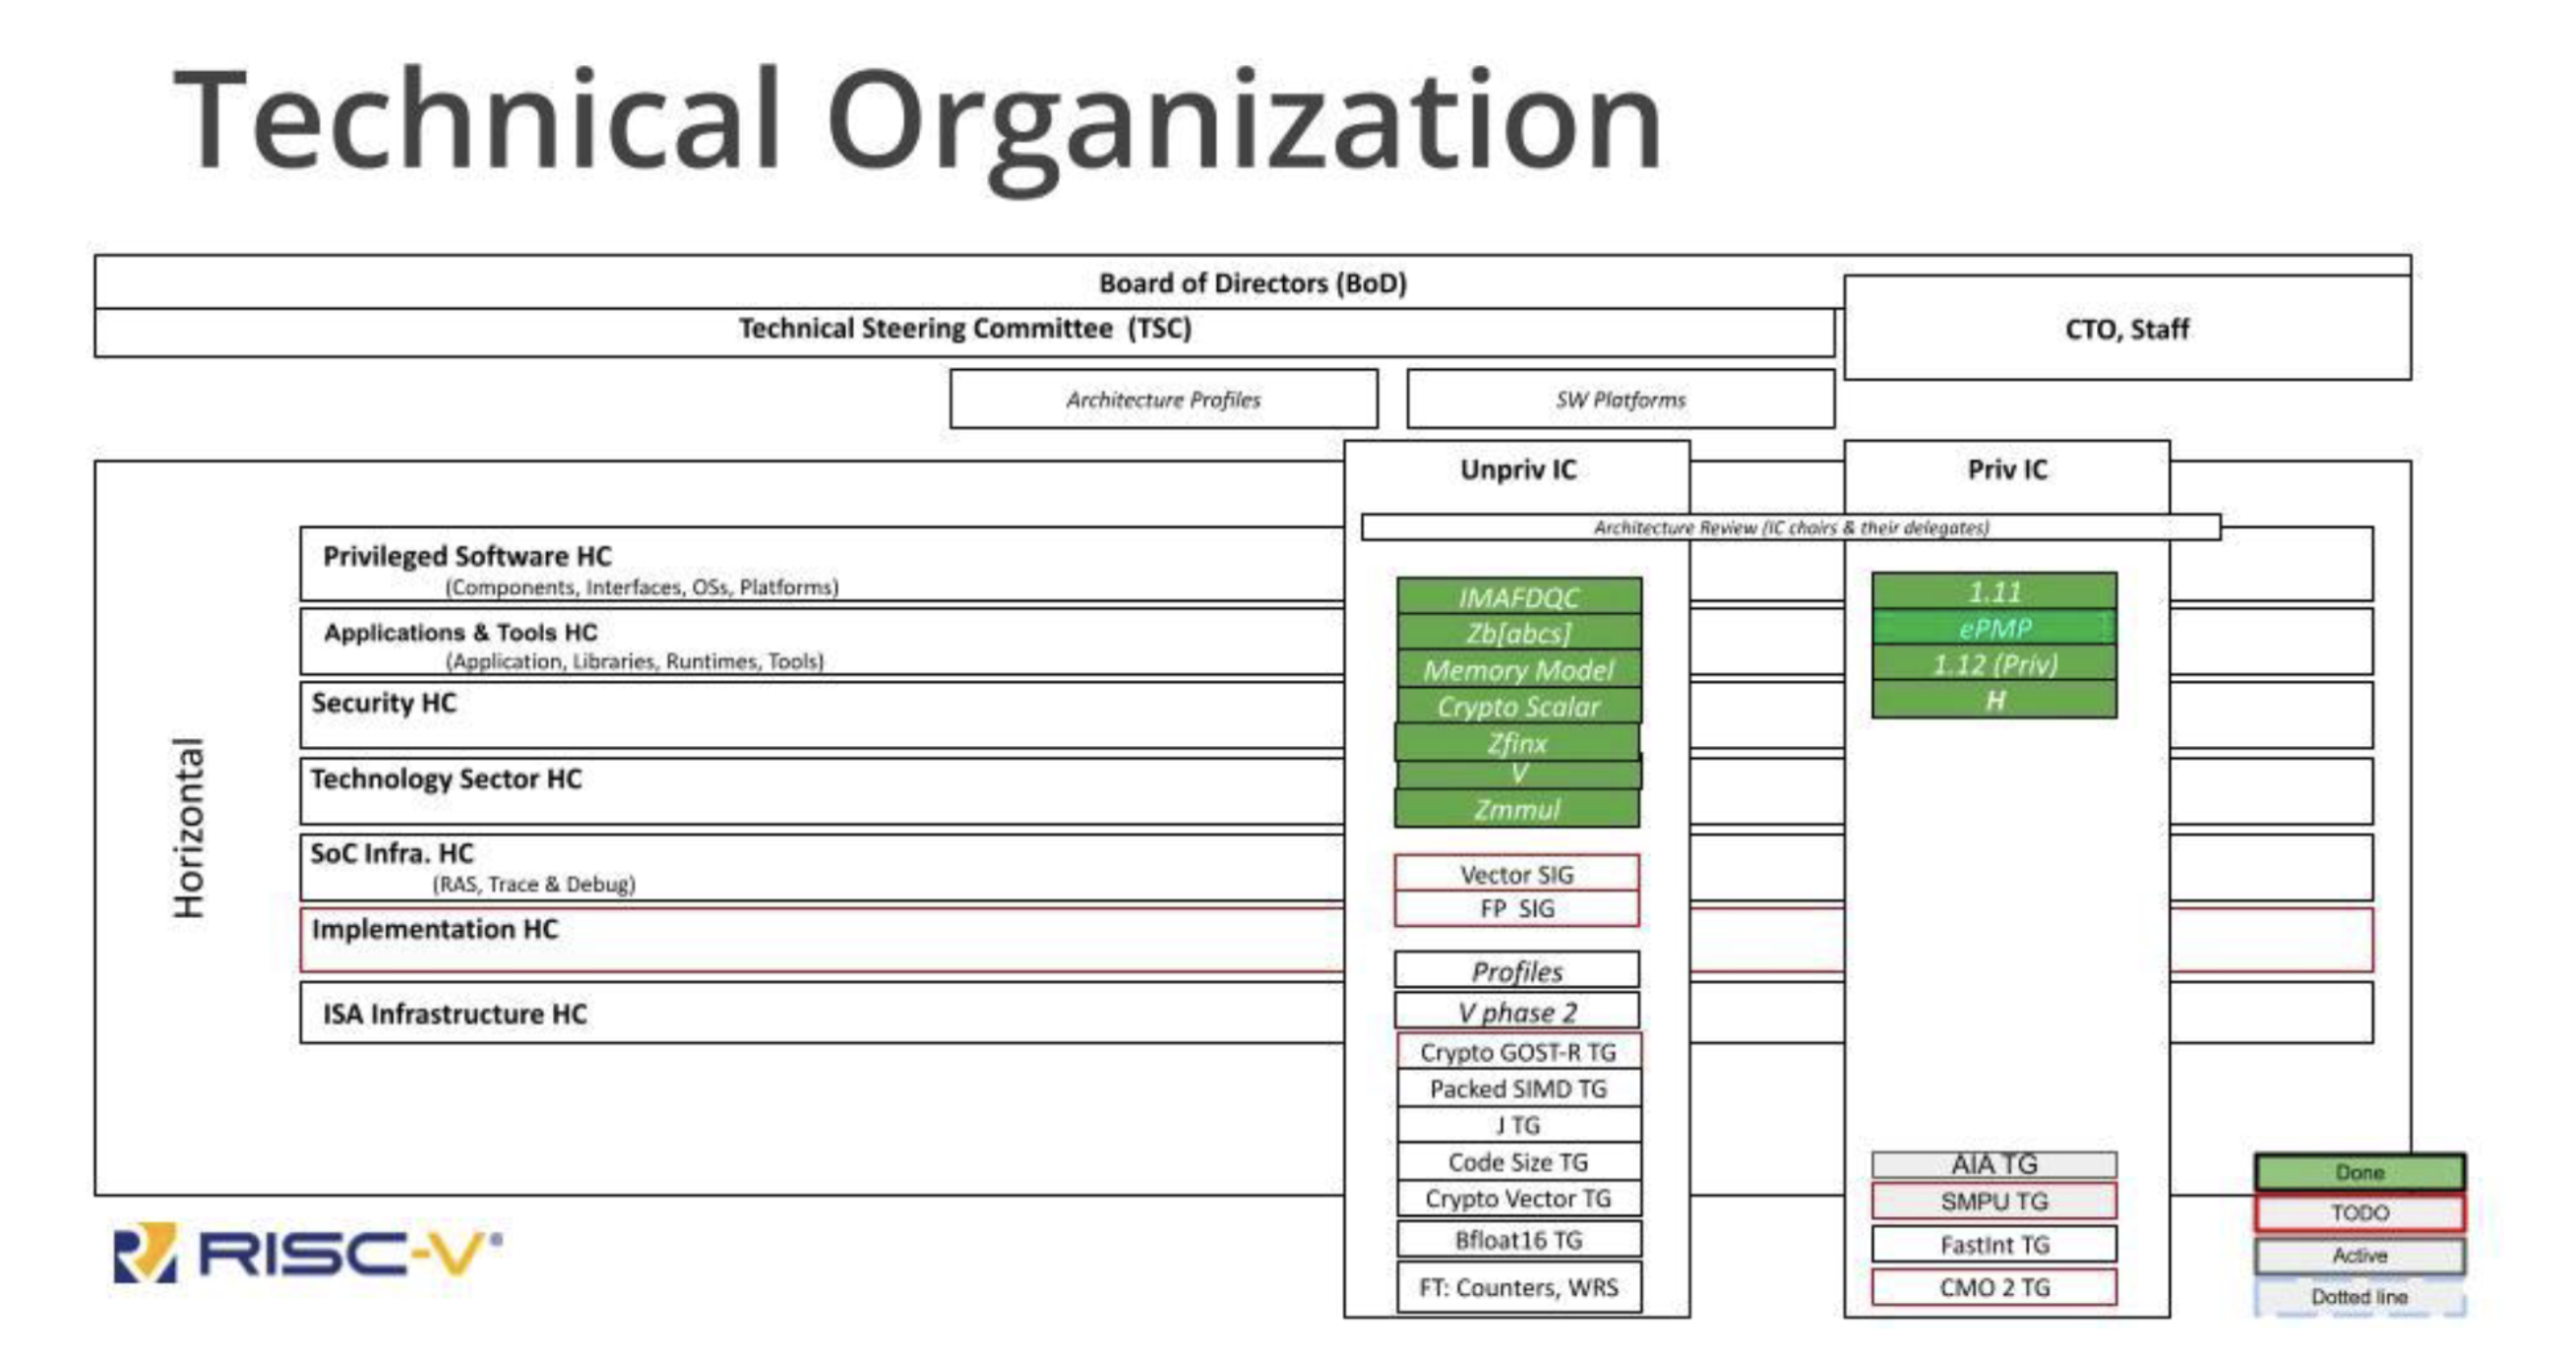 Technical Organization
Board of Directors (BoD)
Technical Steering Committee (TSC)
CTO, Staff
Architecture Profiles
SW Platforms
Unpriv IC
Priv IC
Architecture Review (IC chairs & their delegates)
Horizontal
Privileged Software HC
(Components, Interfaces, OSs, Platforms)
Applications & Tools HC
(Application, Libraries, Runtimes, Tools)
Security HC
Technology Sector HC
SoC Infra. HC
(RAS, Trace & Debug)
Implementation HC
ISA Infrastructure HC
IMAFDQC
Zb[abcs]
Memory Model
Crypto Scalar
Zfinx
V
Zmmul
Vector SIG
FP SIG
Profiles
V phase 2
Crypto GOST-R TG
Packed SIMD TG
J TG
Code Size TG
Crypto Vector TG
Bfloat16 TG
FT: Counters, WRS
1.11
ePMP
1.12 (Priv)
H
AIA TG
SMPU TG
FastInt TG
CMO 2 TG
Done
TODO
Active
Dotted line
RISC-V®